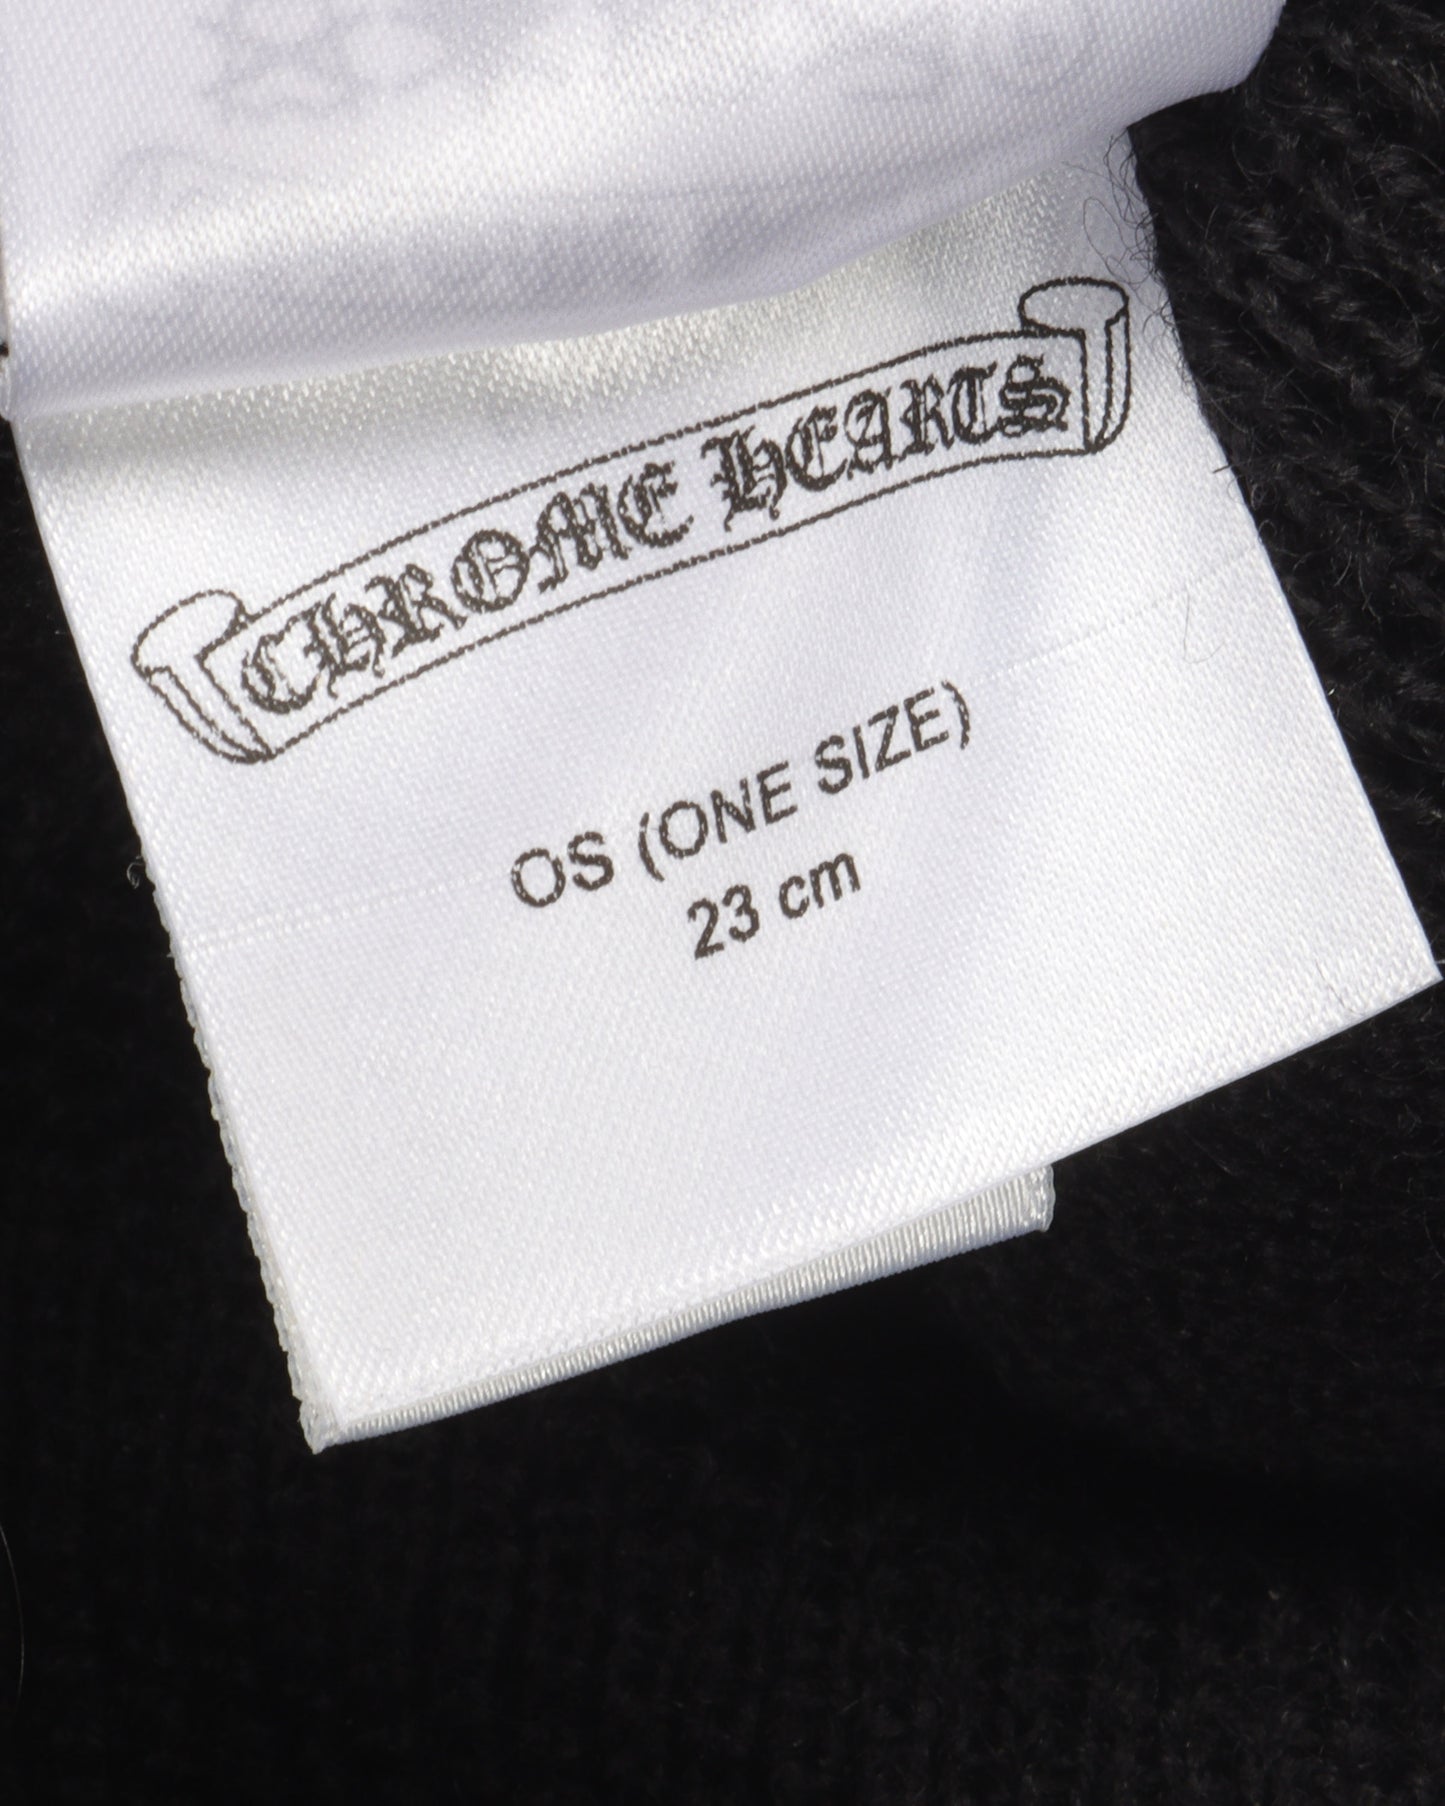 CHROME HEARTS
OS (ONE SIZE)
23 cm